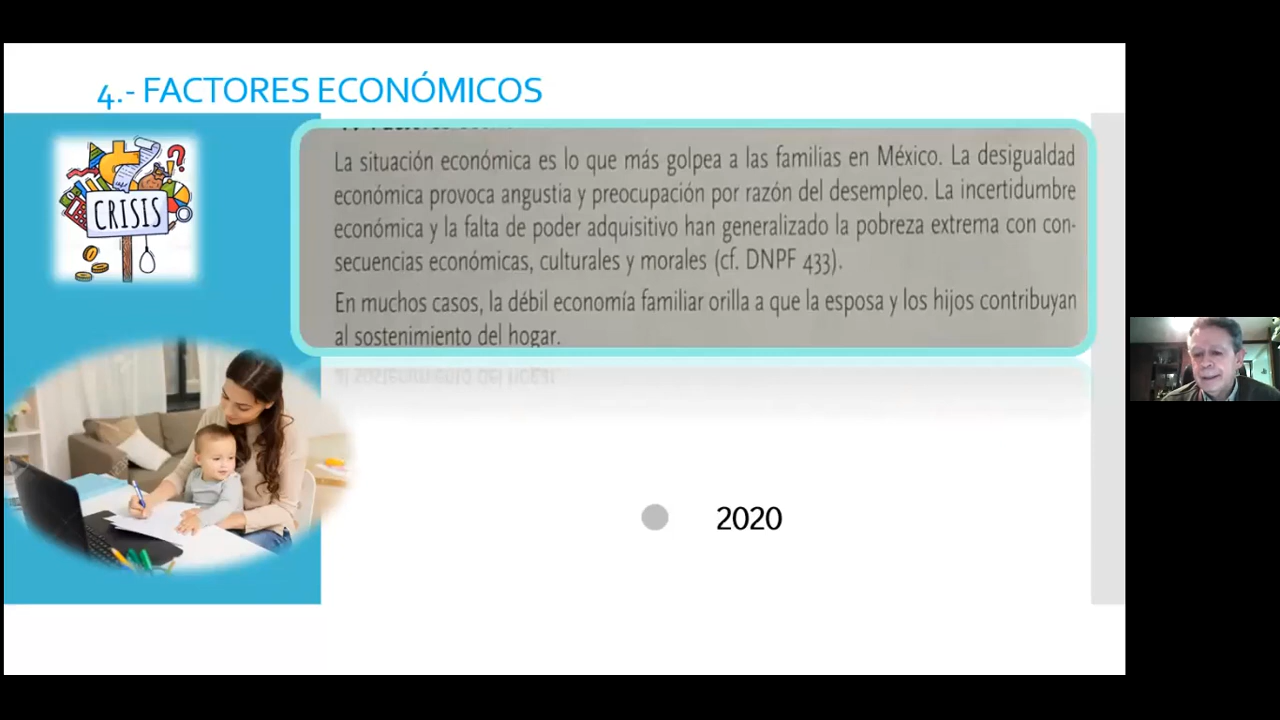 4.- FACTORES ECONÓMICOS
CRISIS
La situación económica es lo que más golpea a las familias en México. La desigualdad
económica provoca angustia y preocupación por razón del desempleo. La incertidumbre
económica y la falta de poder adquisitivo han generalizado la pobreza extrema con con-
secuencias económicas, culturales y morales (cf. DNPF 433).
En muchos casos, la débil economía familiar orilla a que la esposa y los hijos contribuyan
al sostenimiento del hogar.
2020